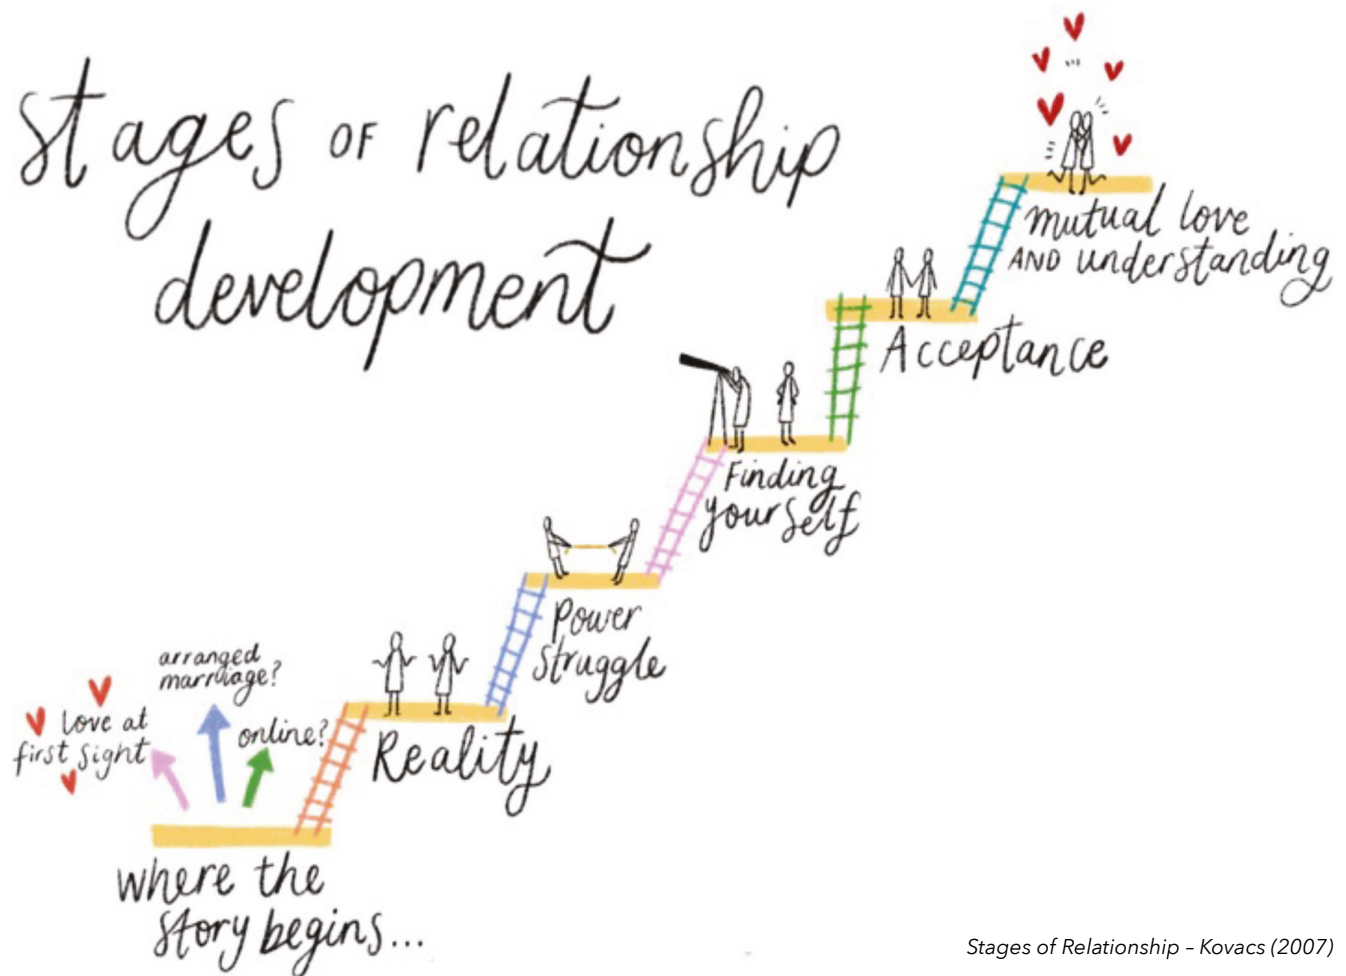 stages OF relationship
development
mutual love
AND understanding
Acceptance
Finding
yourself
Power
struggle
arranged
marriage?
love at
first sight
online?
Reality
where the
story begins...
Stages of Relationship – Kovacs (2007)